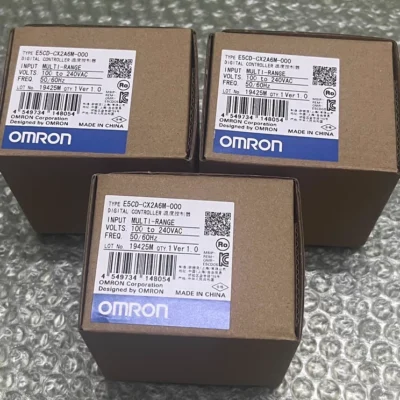 TYPE E5CD-CX2A6M-000
DIGITAL CONTROLLER 温度控制器
INPUT MULTI-RANGE
VOLTS. 100 to 240VAC
FREQ. 50/60Hz
LOT No 19425M QTY 1 Ver 1.0
4 549734 148054
OMRON Corporation
Designed by OMRON
MADE IN CHINA
OMRON
TYPE E5CD-CX2A6M-000
DIGITAL CONTROLLER 温度控制器
INPUT MULTI-RANGE
VOLTS. 100 to 240VAC
FREQ. 50/60Hz
LOT No 19425M QTY 1 Ver 1.0
4 549734 148054
OMRON Corporation
Designed by OMRON
MADE IN CHINA
OMRON
TYPE E5CD-CX2A6M-000
DIGITAL CONTROLLER 温度控制器
INPUT MULTI-RANGE
VOLTS. 100 to 240VAC
FREQ. 50/60Hz
LOT No 19425M QTY 1 Ver 1.0
4 549734 148054
OMRON Corporation
Designed by OMRON
MADE IN CHINA
OMRON